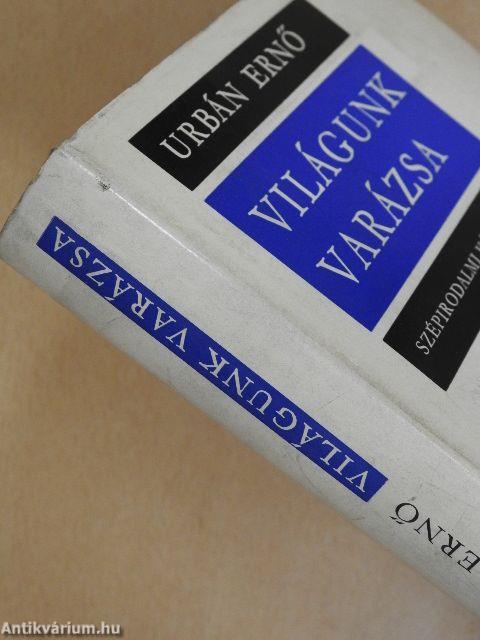 URBÁN ERNŐ
VILÁGUNK
VARÁZSA
SZÉPIRODALMI
VILÁGUNK VARÁZSA
ERNŐ
Antikvárium.hu